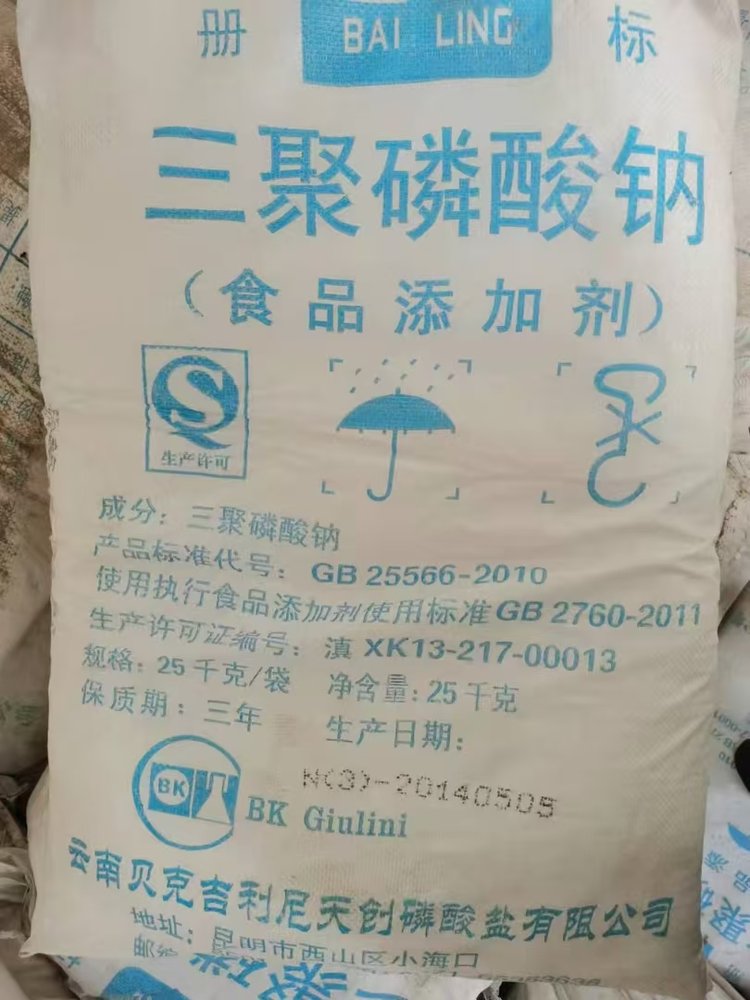 册 BAI LING 标
三聚磷酸钠
(食品添加剂)
生产许可
成分: 三聚磷酸钠
产品标准代号: GB 25566-2010
使用执行食品添加剂使用标准GB 2760-2011
生产许可证编号: 滇 XK13-217-00013
规格: 25千克/袋 净含量: 25千克
保质期: 三年 生产日期:
N(3)-20140505
BK BK Giulini
云南贝克吉利尼天创磷酸盐有限公司
地址: 昆明市西山区小海口
邮编